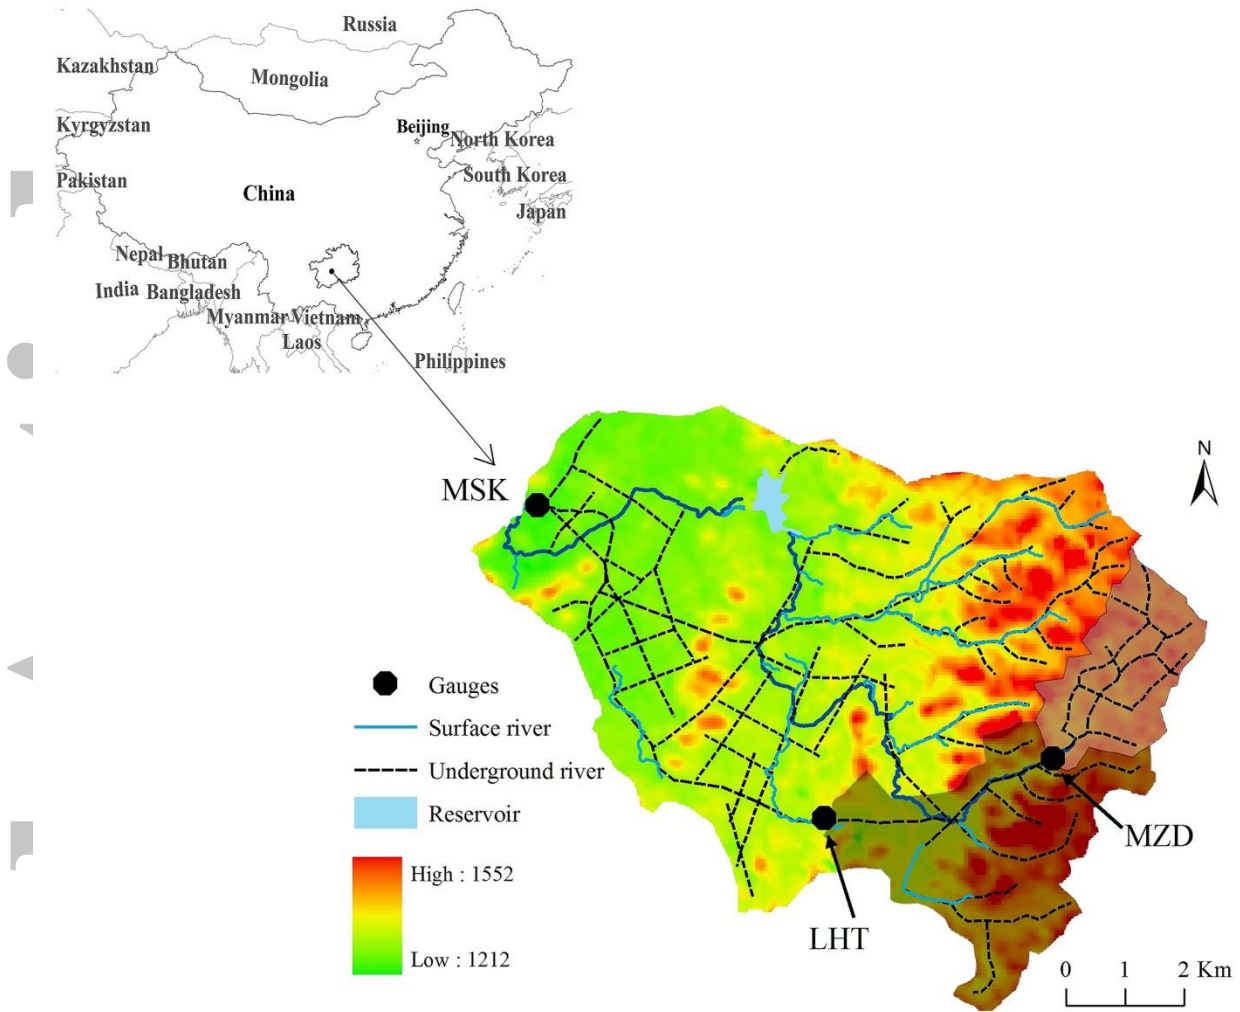 Russia
Kazakhstan
Mongolia
Kyrgyzstan
Beijing
North Korea
Pakistan
South Korea
China
Japan
Nepal
Bhutan
India
Bangladesh
Myanmar
Vietnam
Laos
Philippines
N
MSK
Gauges
Surface river
Underground river
Reservoir
High : 1552
Low : 1212
MZD
LHT
0 1 2 Km